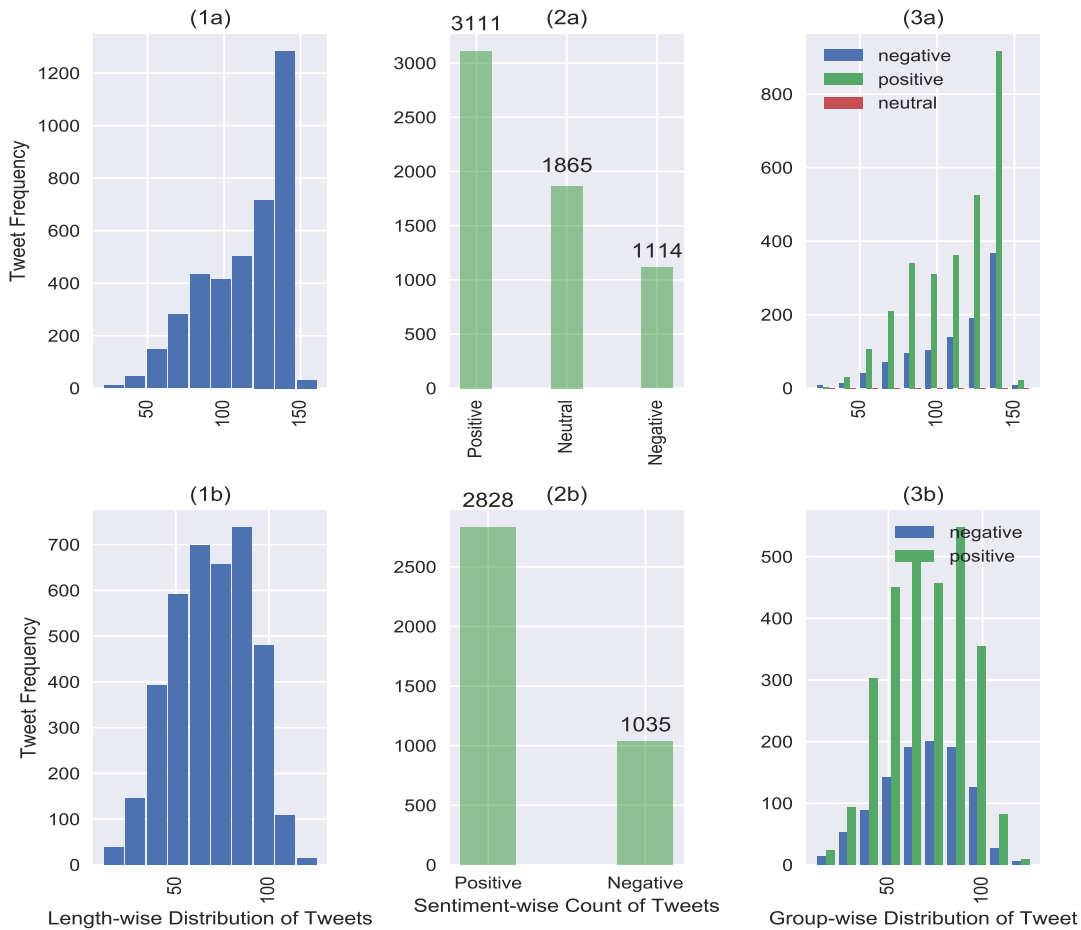 (1a)
Tweet Frequency
1200
1000
800
600
400
200
0
50
100
150
(2a)
3111
1865
1114
3000
2500
2000
1500
1000
500
0
Positive
Neutral
Negative
(3a)
negative
positive
neutral
800
600
400
200
0
50
100
150
(1b)
Tweet Frequency
700
600
500
400
300
200
100
0
50
100
Length-wise Distribution of Tweets
(2b)
2828
1035
2500
2000
1500
1000
500
0
Positive
Negative
Sentiment-wise Count of Tweets
(3b)
negative
positive
500
400
300
200
100
0
50
100
Group-wise Distribution of Tweet